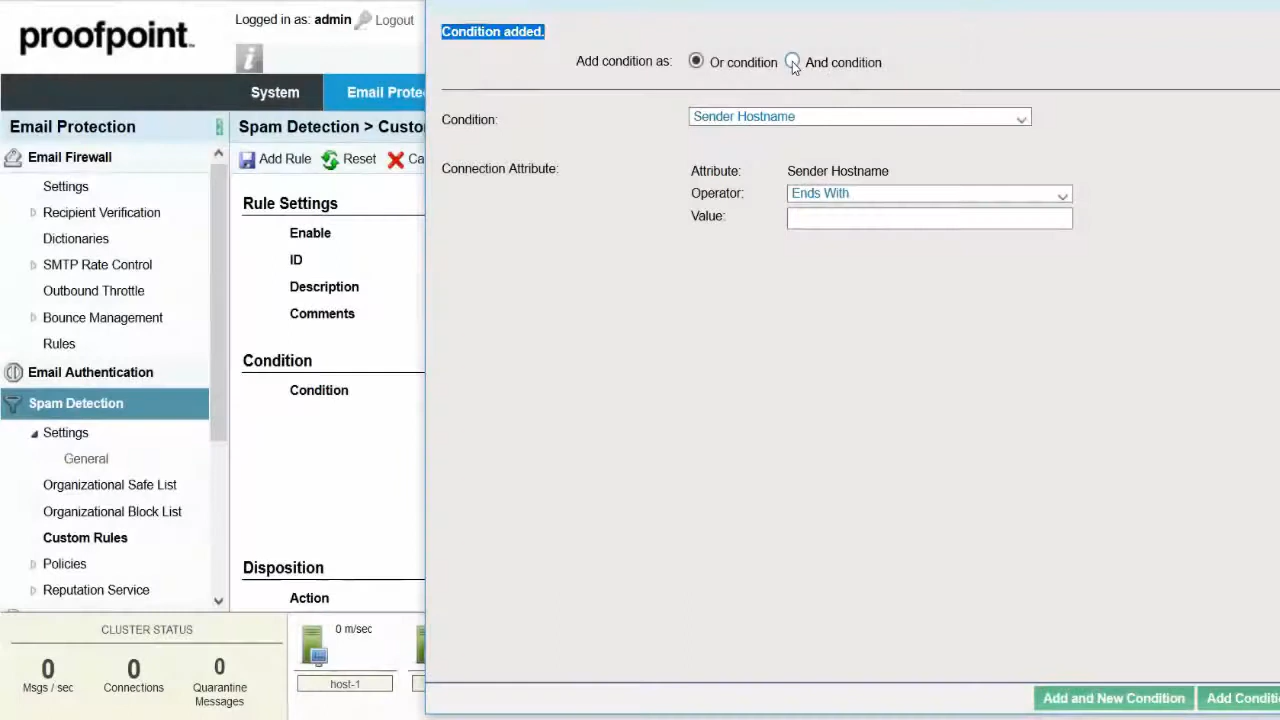 proofpoint.
Logged in as: admin Logout
System
Email Prote
Email Protection
Email Firewall
Settings
Recipient Verification
Dictionaries
SMTP Rate Control
Outbound Throttle
Bounce Management
Rules
Email Authentication
Spam Detection
Settings
General
Organizational Safe List
Organizational Block List
Custom Rules
Policies
Reputation Service
Spam Detection > Custo
Add Rule Reset Ca
Rule Settings
Enable
ID
Description
Comments
Condition
Condition
Disposition
Action
Condition added.
Add condition as: Or condition And condition
Condition: Sender Hostname
Connection Attribute: Attribute: Sender Hostname
Operator: Ends With
Value:
Add and New Condition
Add Conditi
CLUSTER STATUS
0 0 0
Msgs / sec Connections Quarantine
Messages
0 m/sec
host-1